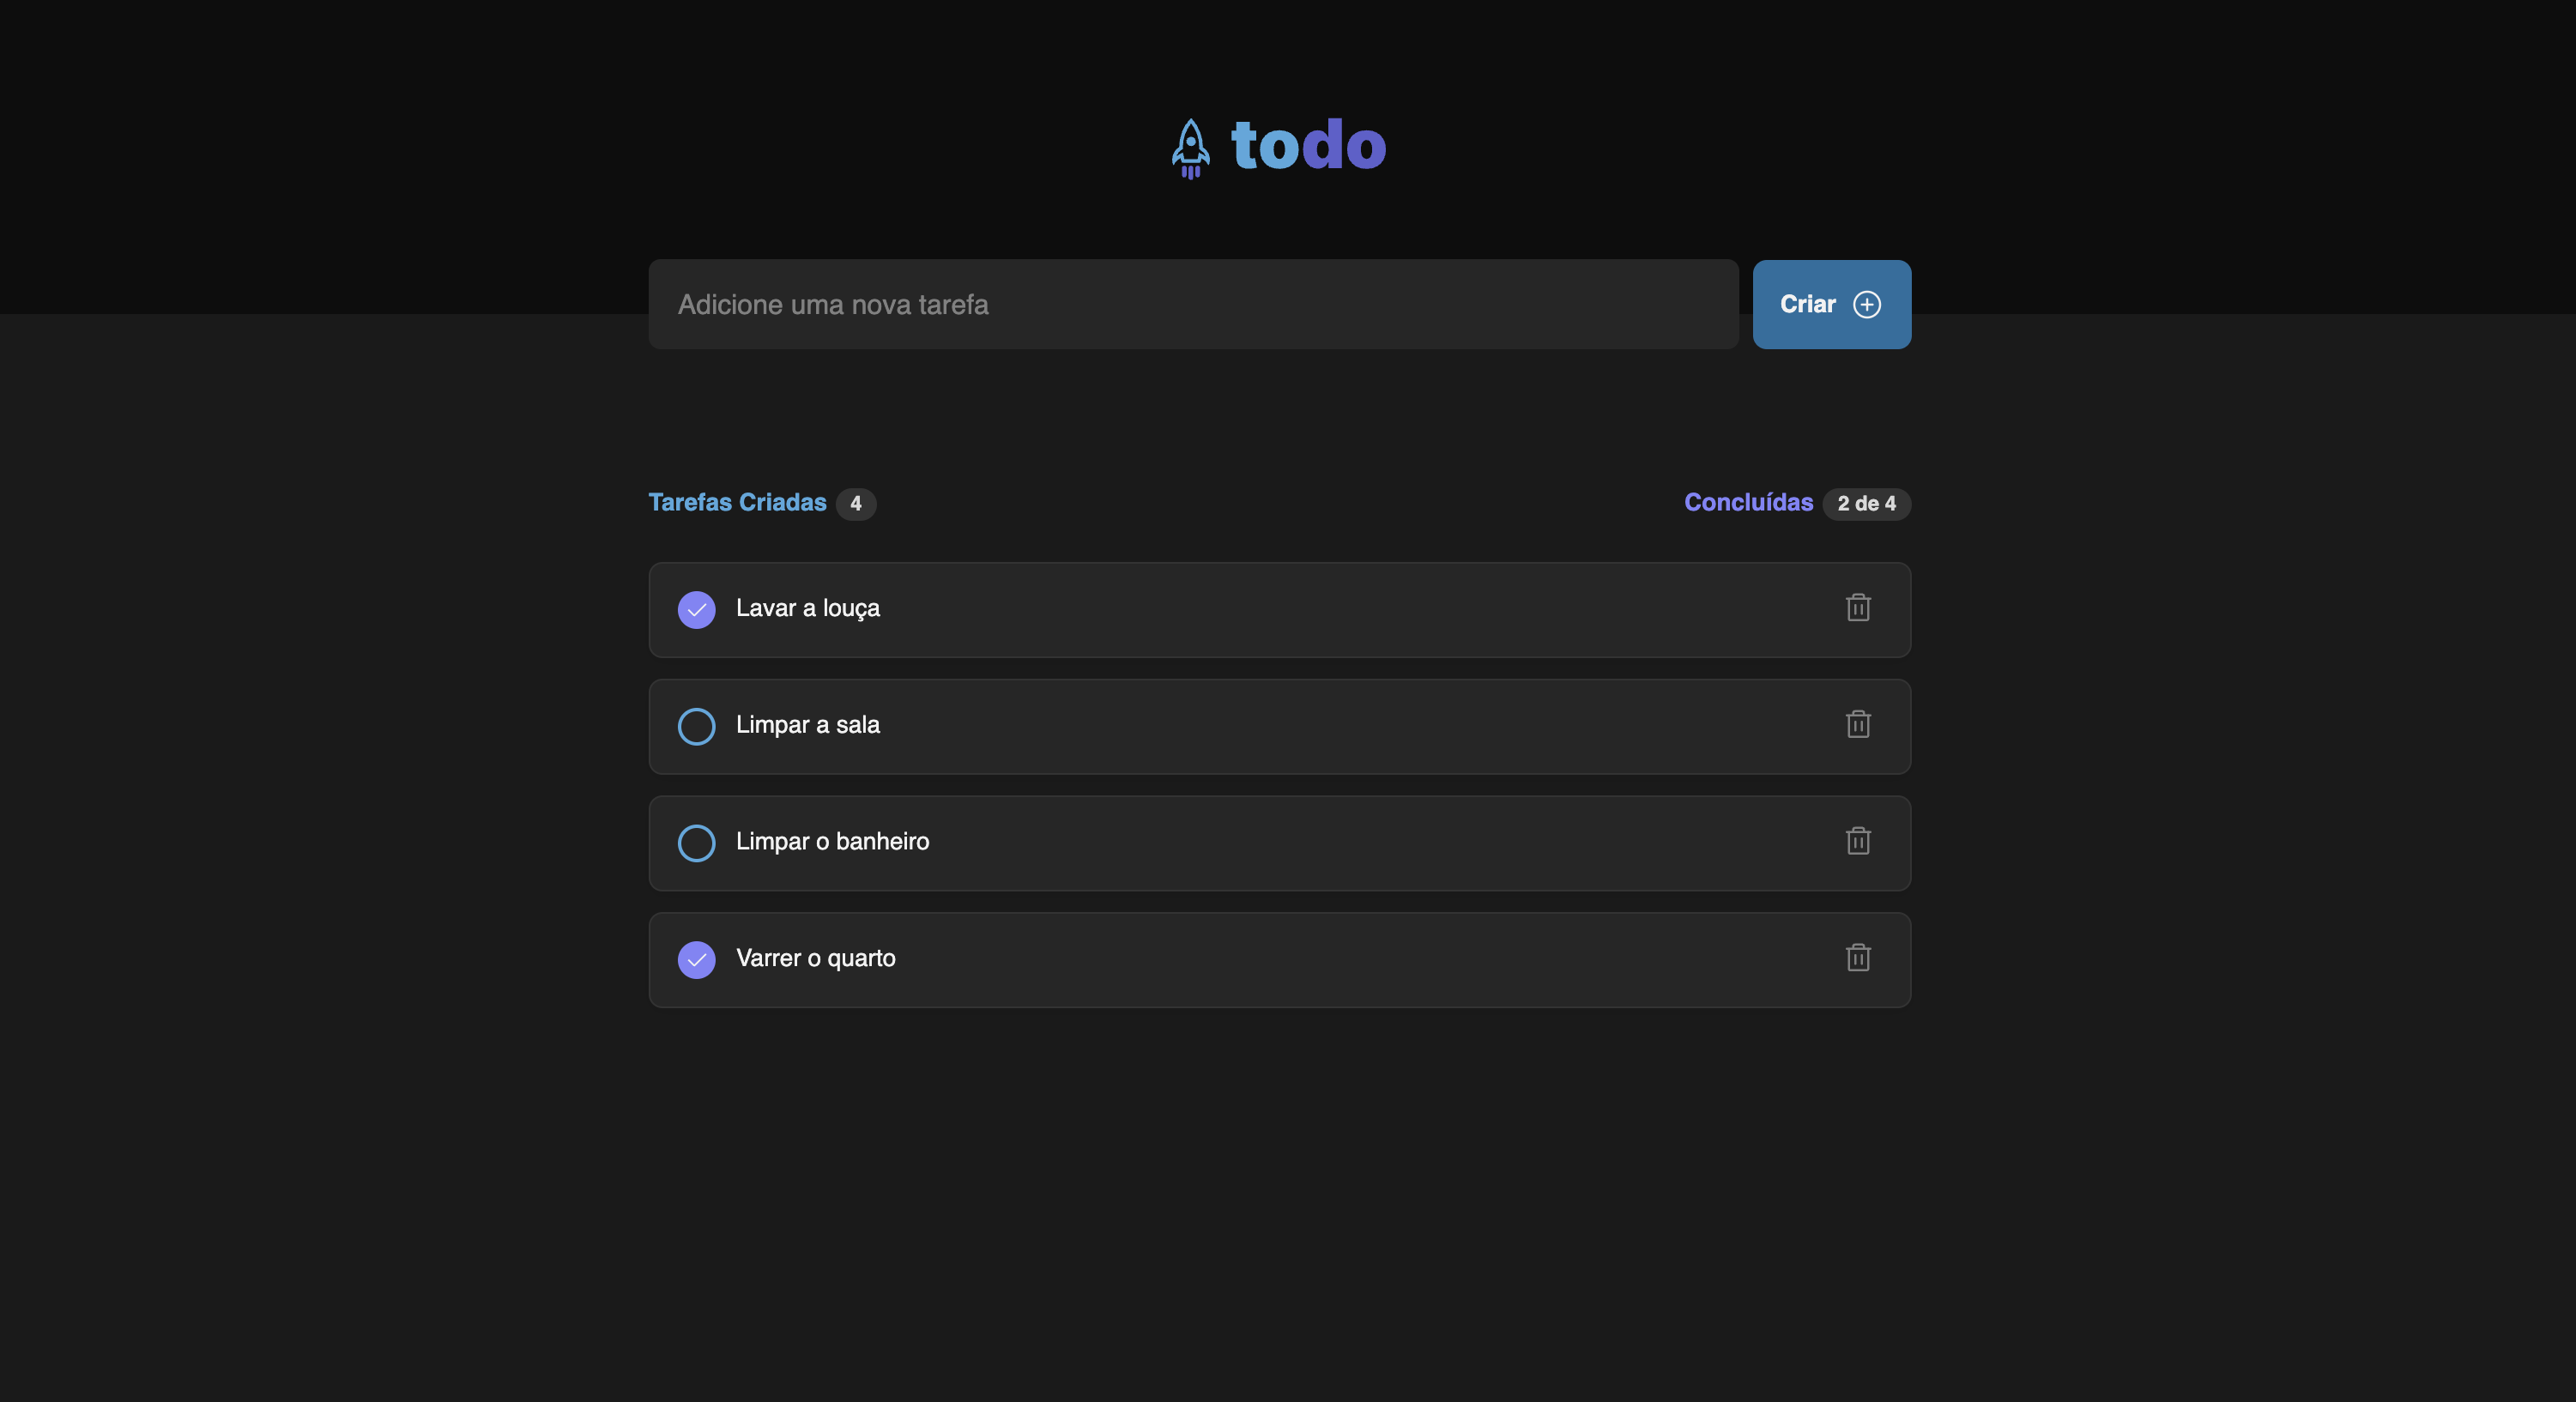 todo
Adicione uma nova tarefa
Criar
Tarefas Criadas 4
Concluídas 2 de 4
Lavar a louça
Limpar a sala
Limpar o banheiro
Varrer o quarto